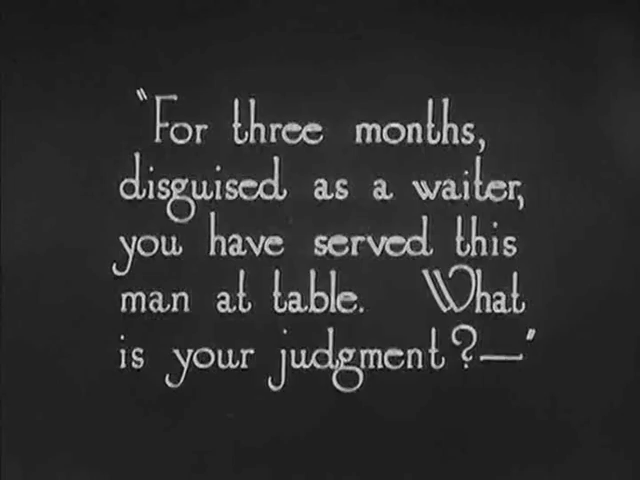 "For three months,
disguised as a waiter,
you have served this
man at table. What
is your judgment?—"